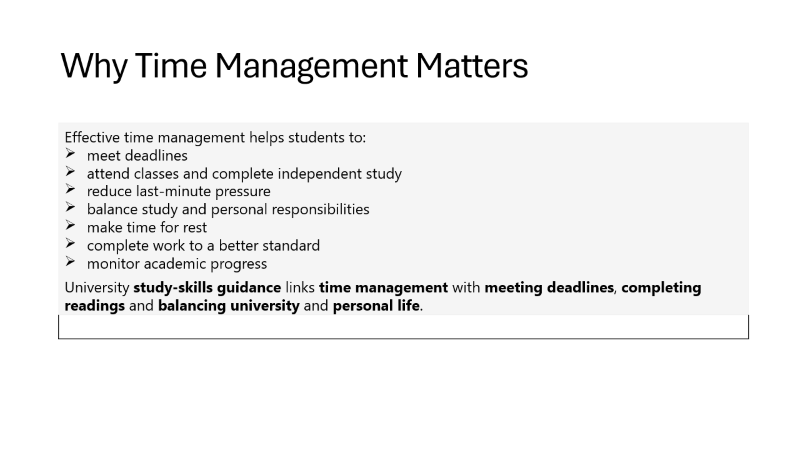 Why Time Management Matters
Effective time management helps students to:
➢ meet deadlines
➢ attend classes and complete independent study
➢ reduce last-minute pressure
➢ balance study and personal responsibilities
➢ make time for rest
➢ complete work to a better standard
➢ monitor academic progress
University study-skills guidance links time management with meeting deadlines, completing
readings and balancing university and personal life.